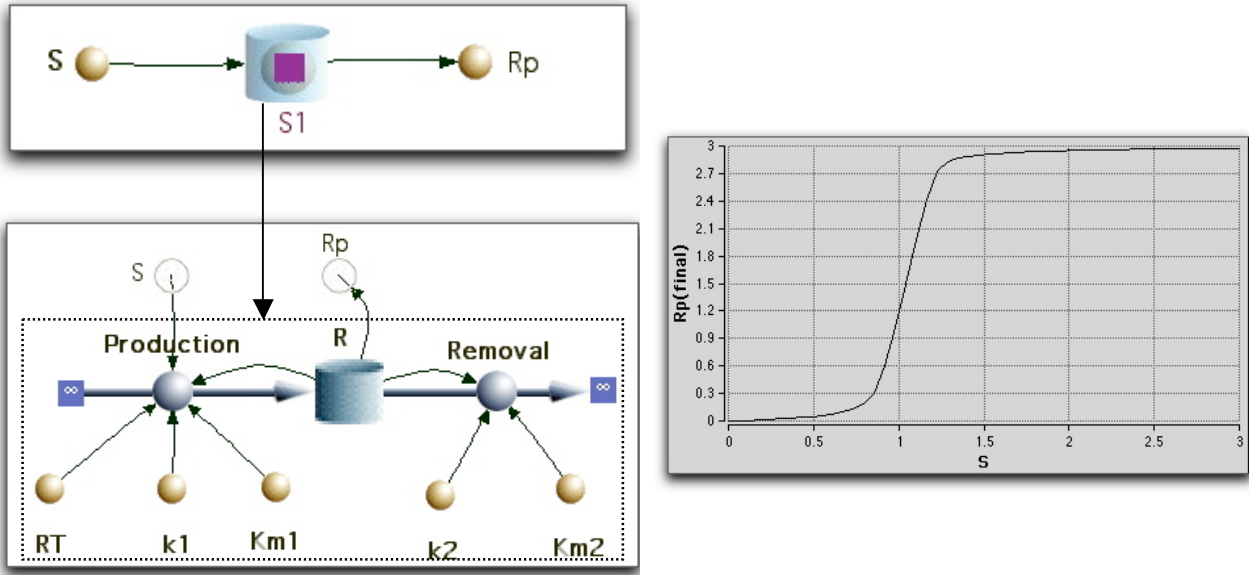 S
Rp
S1
Rp
S
Production
R
Removal
∞
∞
RT
k1
Km1
k2
Km2
3
2.7
2.4
2.1
1.8
1.5
1.2
0.9
0.6
0.3
0
Rp(final)
0
0.5
1
1.5
2
2.5
3
S